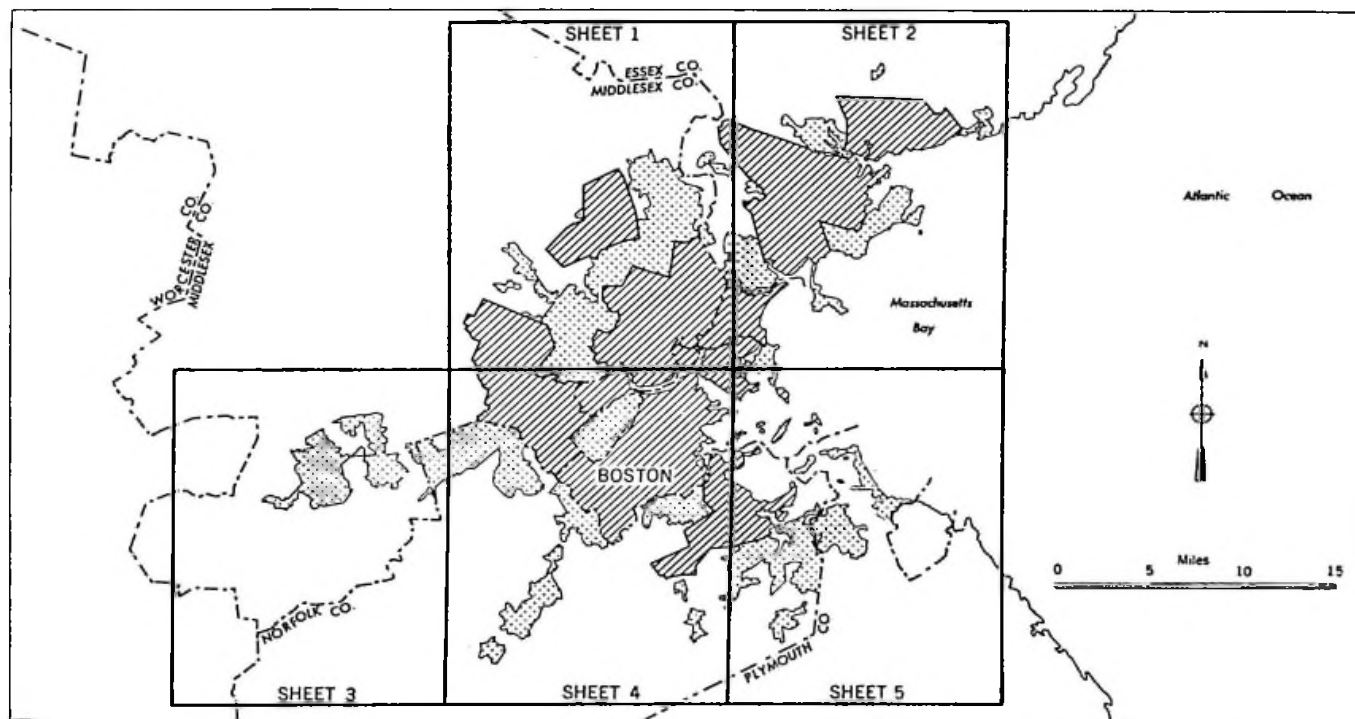 SHEET 1
SHEET 2
ESSEX CO.
MIDDLESEX CO.
Atlantic Ocean
WORCESTER CO.
MIDDLESEX CO.
Massachusetts
Bay
N
BOSTON
Miles
0 5 10 15
NORFOLK CO.
PLYMOUTH CO
SHEET 3
SHEET 4
SHEET 5